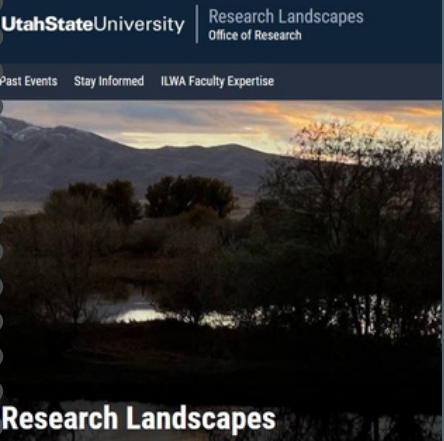 UtahStateUniversity
Research Landscapes
Office of Research
Past Events Stay Informed ILWA Faculty Expertise
Research Landscapes